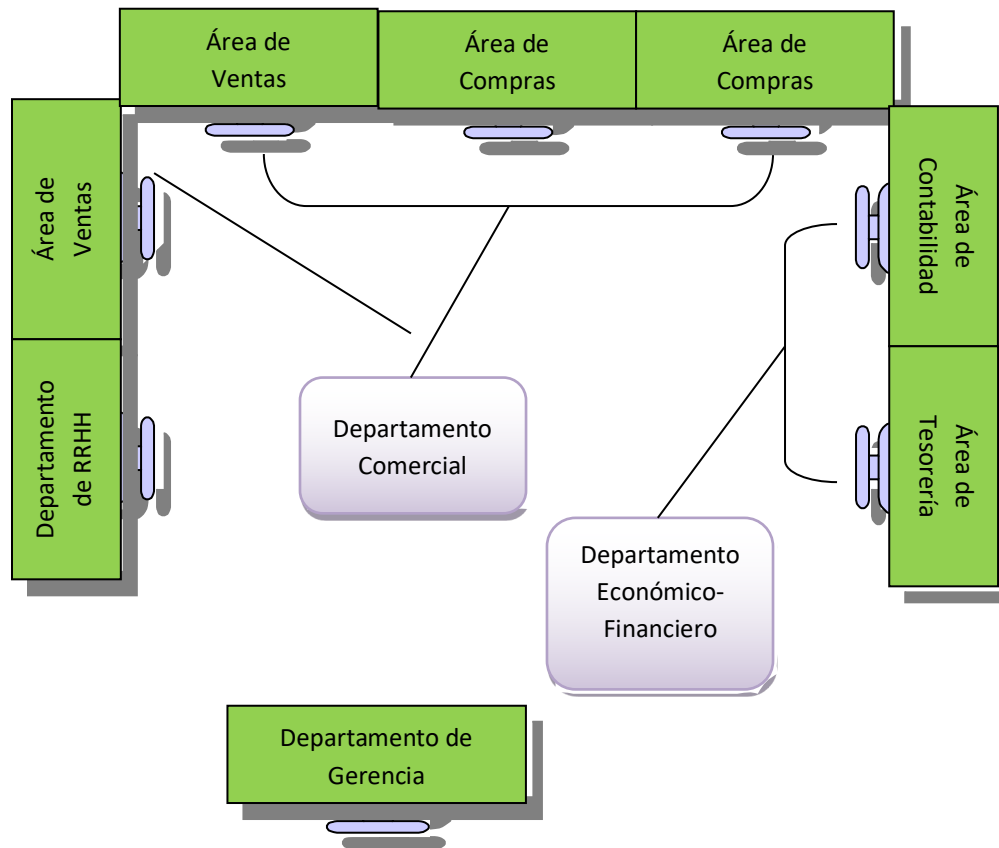 Área de
Ventas
Área de
Compras
Área de
Compras
Área de
Ventas
Área de
Contabilidad
Departamento
de RRHH
Departamento
Comercial
Área de
Tesorería
Departamento
Económico-
Financiero
Departamento de
Gerencia